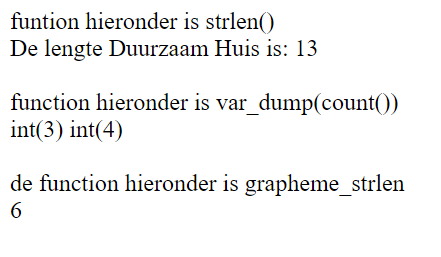 funtion hieronder is strlen()
De lengte Duurzaam Huis is: 13
function hieronder is var_dump(count())
int(3) int(4)
de function hieronder is grapheme_strlen
6